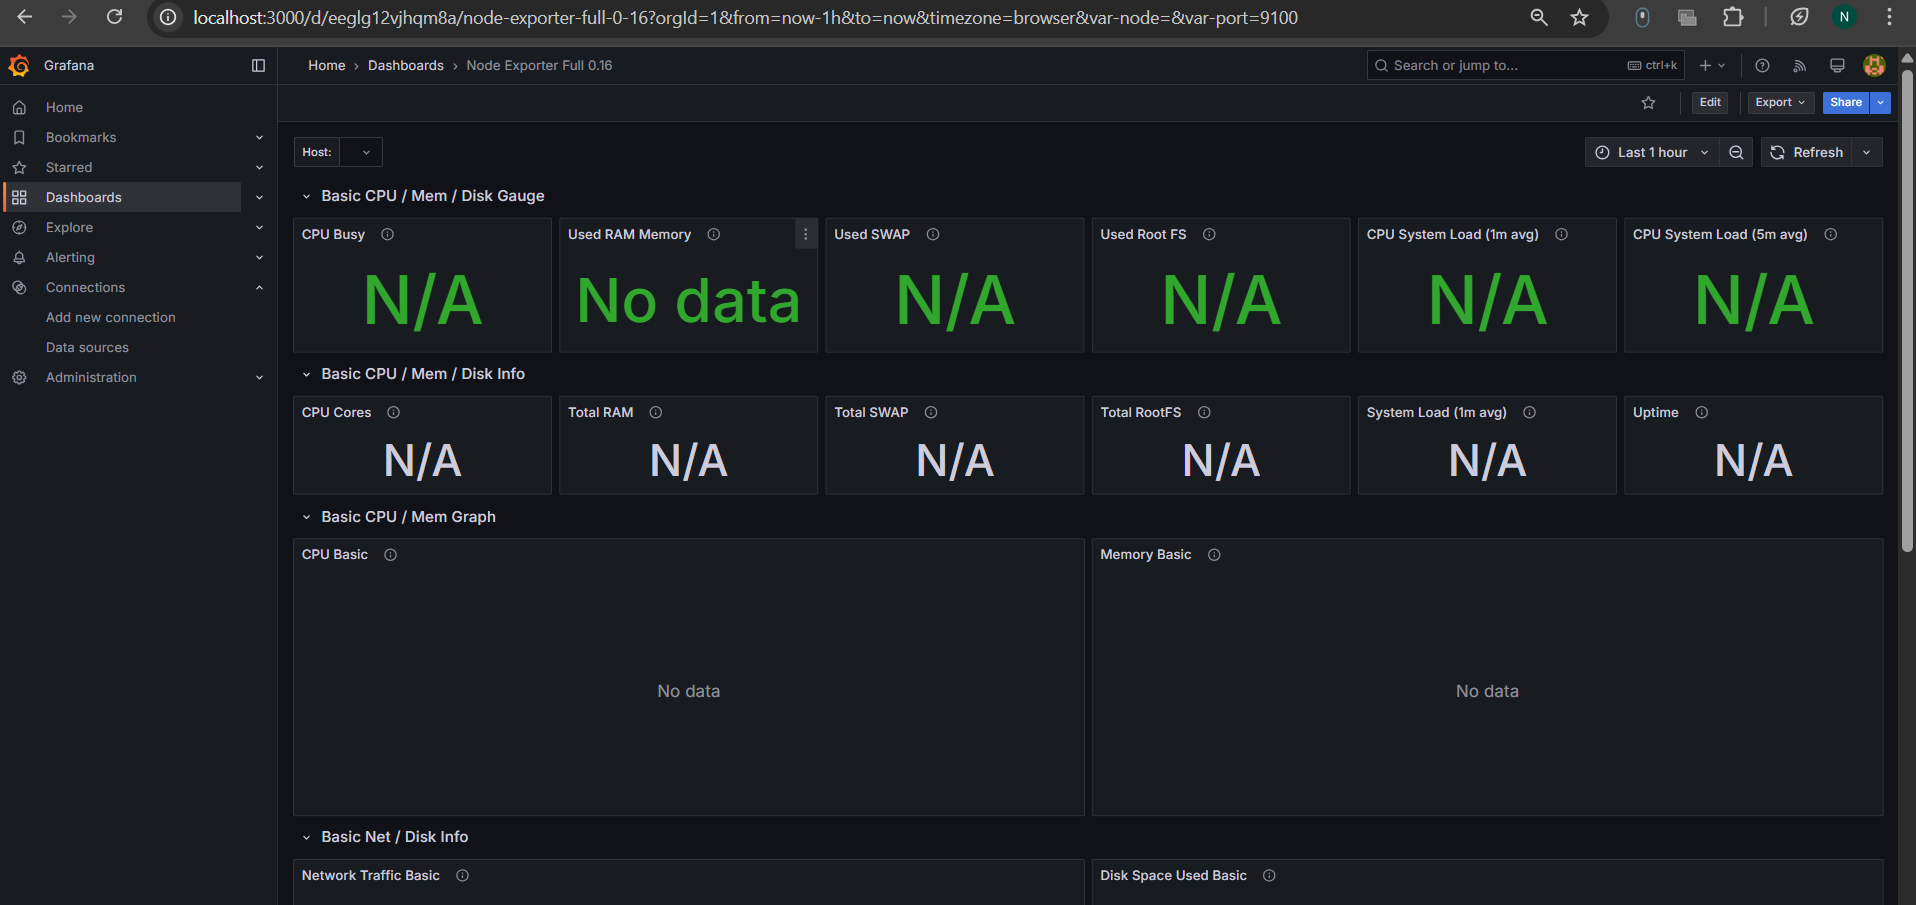 localhost:3000/d/eeglg12vjhqm8a/node-exporter-full-0-16?orgId=1&from=now-1h&to=now&timezone=browser&var-node=&var-port=9100
N
Grafana
Home › Dashboards › Node Exporter Full 0.16
Search or jump to...
ctrl+k
Edit
Export
Share
Home
Bookmarks
Starred
Dashboards
Explore
Alerting
Connections
Add new connection
Data sources
Administration
Host:
Last 1 hour
Refresh
Basic CPU / Mem / Disk Gauge
CPU Busy
N/A
Used RAM Memory
No data
Used SWAP
N/A
Used Root FS
N/A
CPU System Load (1m avg)
N/A
CPU System Load (5m avg)
N/A
Basic CPU / Mem / Disk Info
CPU Cores
N/A
Total RAM
N/A
Total SWAP
N/A
Total RootFS
N/A
System Load (1m avg)
N/A
Uptime
N/A
Basic CPU / Mem Graph
CPU Basic
No data
Memory Basic
No data
Basic Net / Disk Info
Network Traffic Basic
Disk Space Used Basic